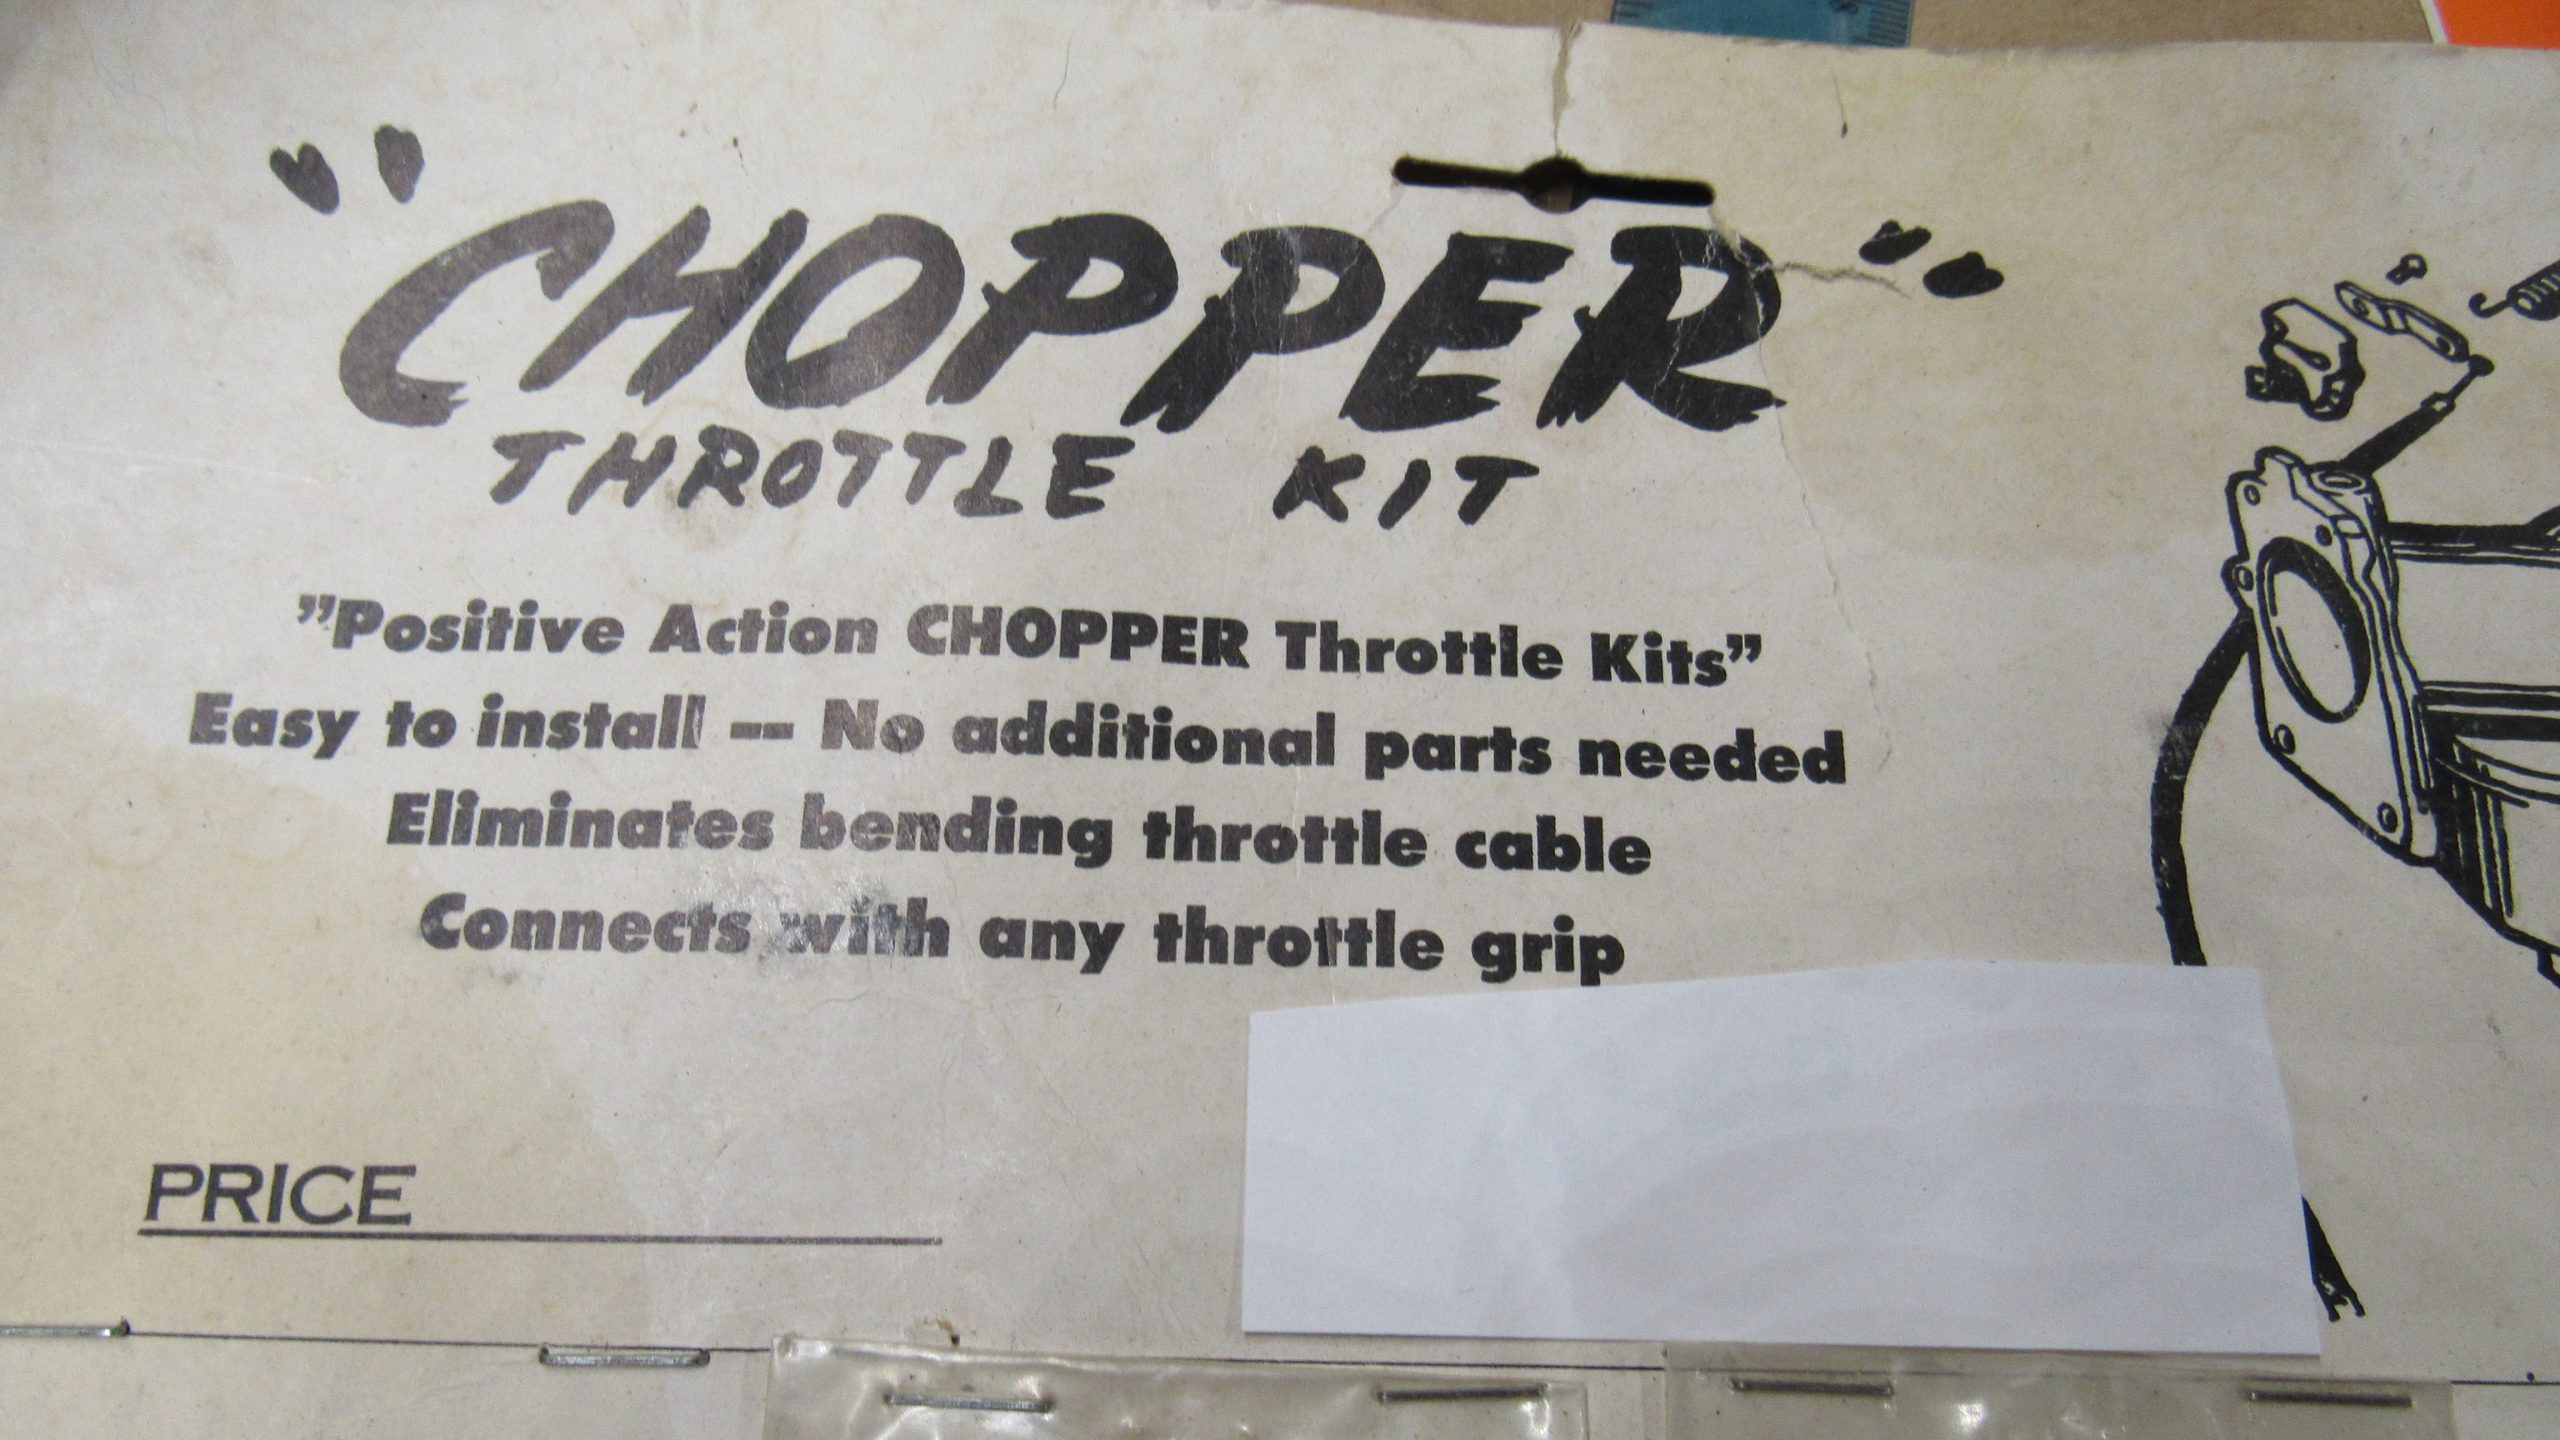 "CHOPPER"
THROTTLE KIT
”Positive Action CHOPPER Throttle Kits”
Easy to install -- No additional parts needed
Eliminates bending throttle cable
Connects with any throttle grip
PRICE
8